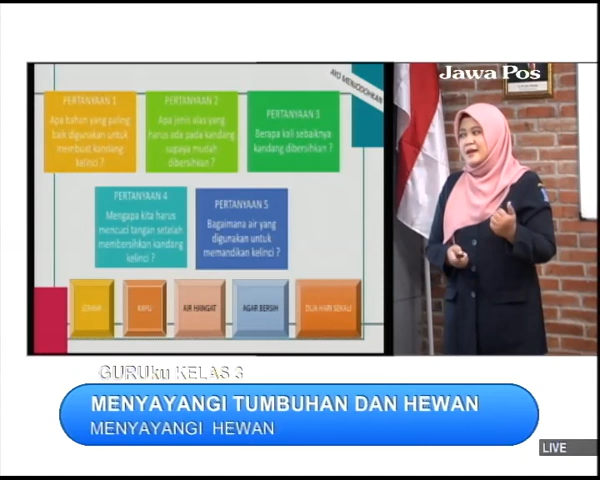 AYO MENJODOHKAN
Jawa Pos
PERTANYAAN 1
Apa bahan yang paling
baik digunakan untuk
membuat kandang
kelinci ?
PERTANYAAN 2
Apa jenis alas yang
harus ada pada kandang
supaya mudah
dibersihkan ?
PERTANYAAN 3
Berapa kali sebaiknya
kandang dibersihkan ?
PERTANYAAN 4
Mengapa kita harus
mencuci tangan setelah
membersihkan kandang
kelinci ?
PERTANYAAN 5
Bagaimana air yang
digunakan untuk
memandikan kelinci ?
KAYU
AIR HANGAT
AGAR BERSIH
DUA HARI SEKALI
GURUku KELAS 3
MENYAYANGI TUMBUHAN DAN HEWAN
MENYAYANGI HEWAN
LIVE